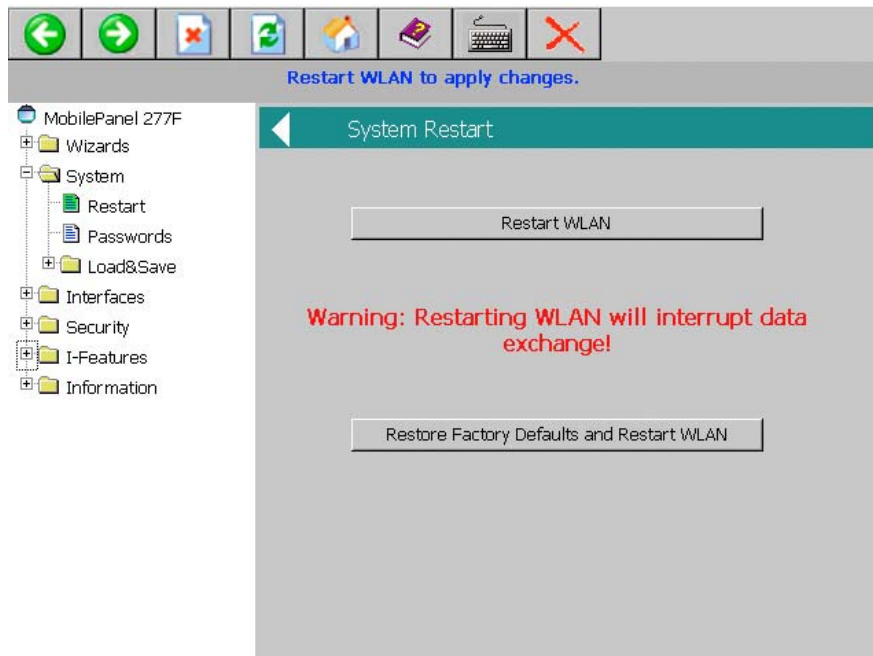 Restart WLAN to apply changes.
MobilePanel 277F
Wizards
System
Restart
Passwords
Load&Save
Interfaces
Security
I-Features
Information
System Restart
Restart WLAN
Warning: Restarting WLAN will interrupt data
exchange!
Restore Factory Defaults and Restart WLAN